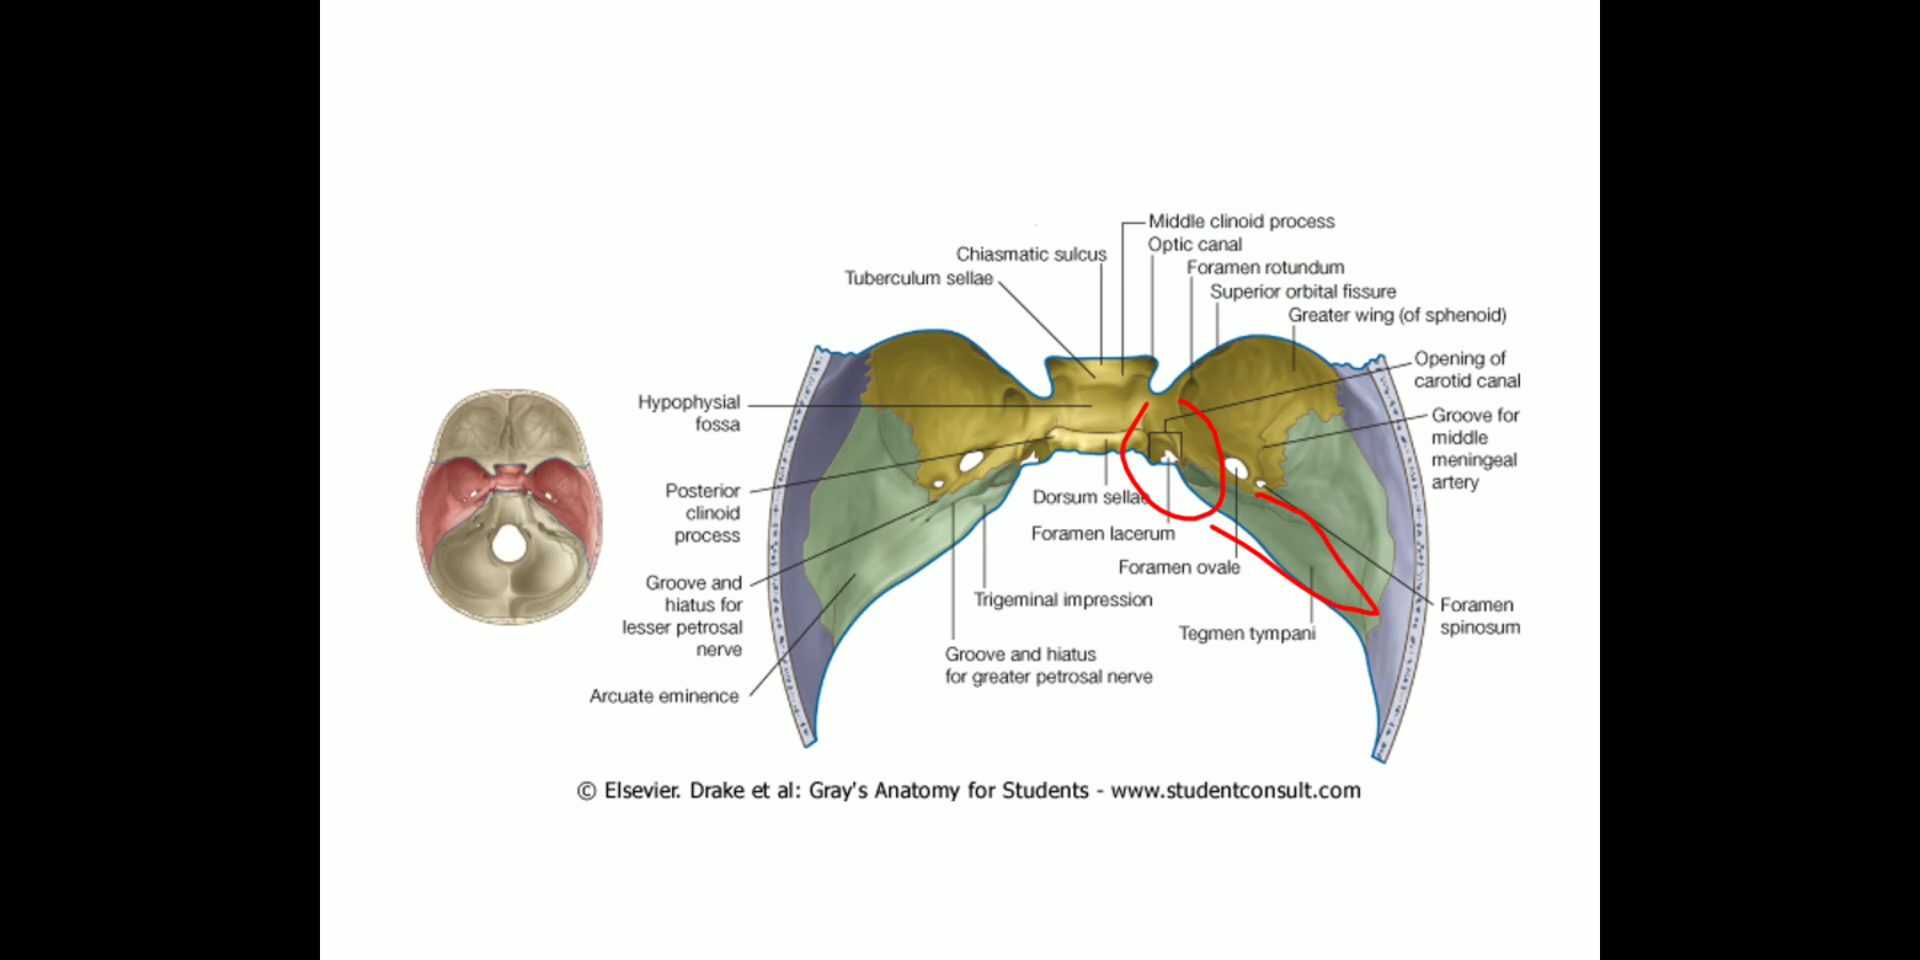 Middle clinoid process
Optic canal
Chiasmatic sulcus
Foramen rotundum
Tuberculum sellae
Superior orbital fissure
Greater wing (of sphenoid)
Opening of
carotid canal
Hypophysial
fossa
Groove for
middle
meningeal
artery
Posterior
clinoid
process
Dorsum sellae
Foramen lacerum
Foramen ovale
Groove and
hiatus for
lesser petrosal
nerve
Trigeminal impression
Foramen
spinosum
Tegmen tympani
Groove and hiatus
for greater petrosal nerve
Arcuate eminence
© Elsevier. Drake et al: Gray's Anatomy for Students - www.studentconsult.com